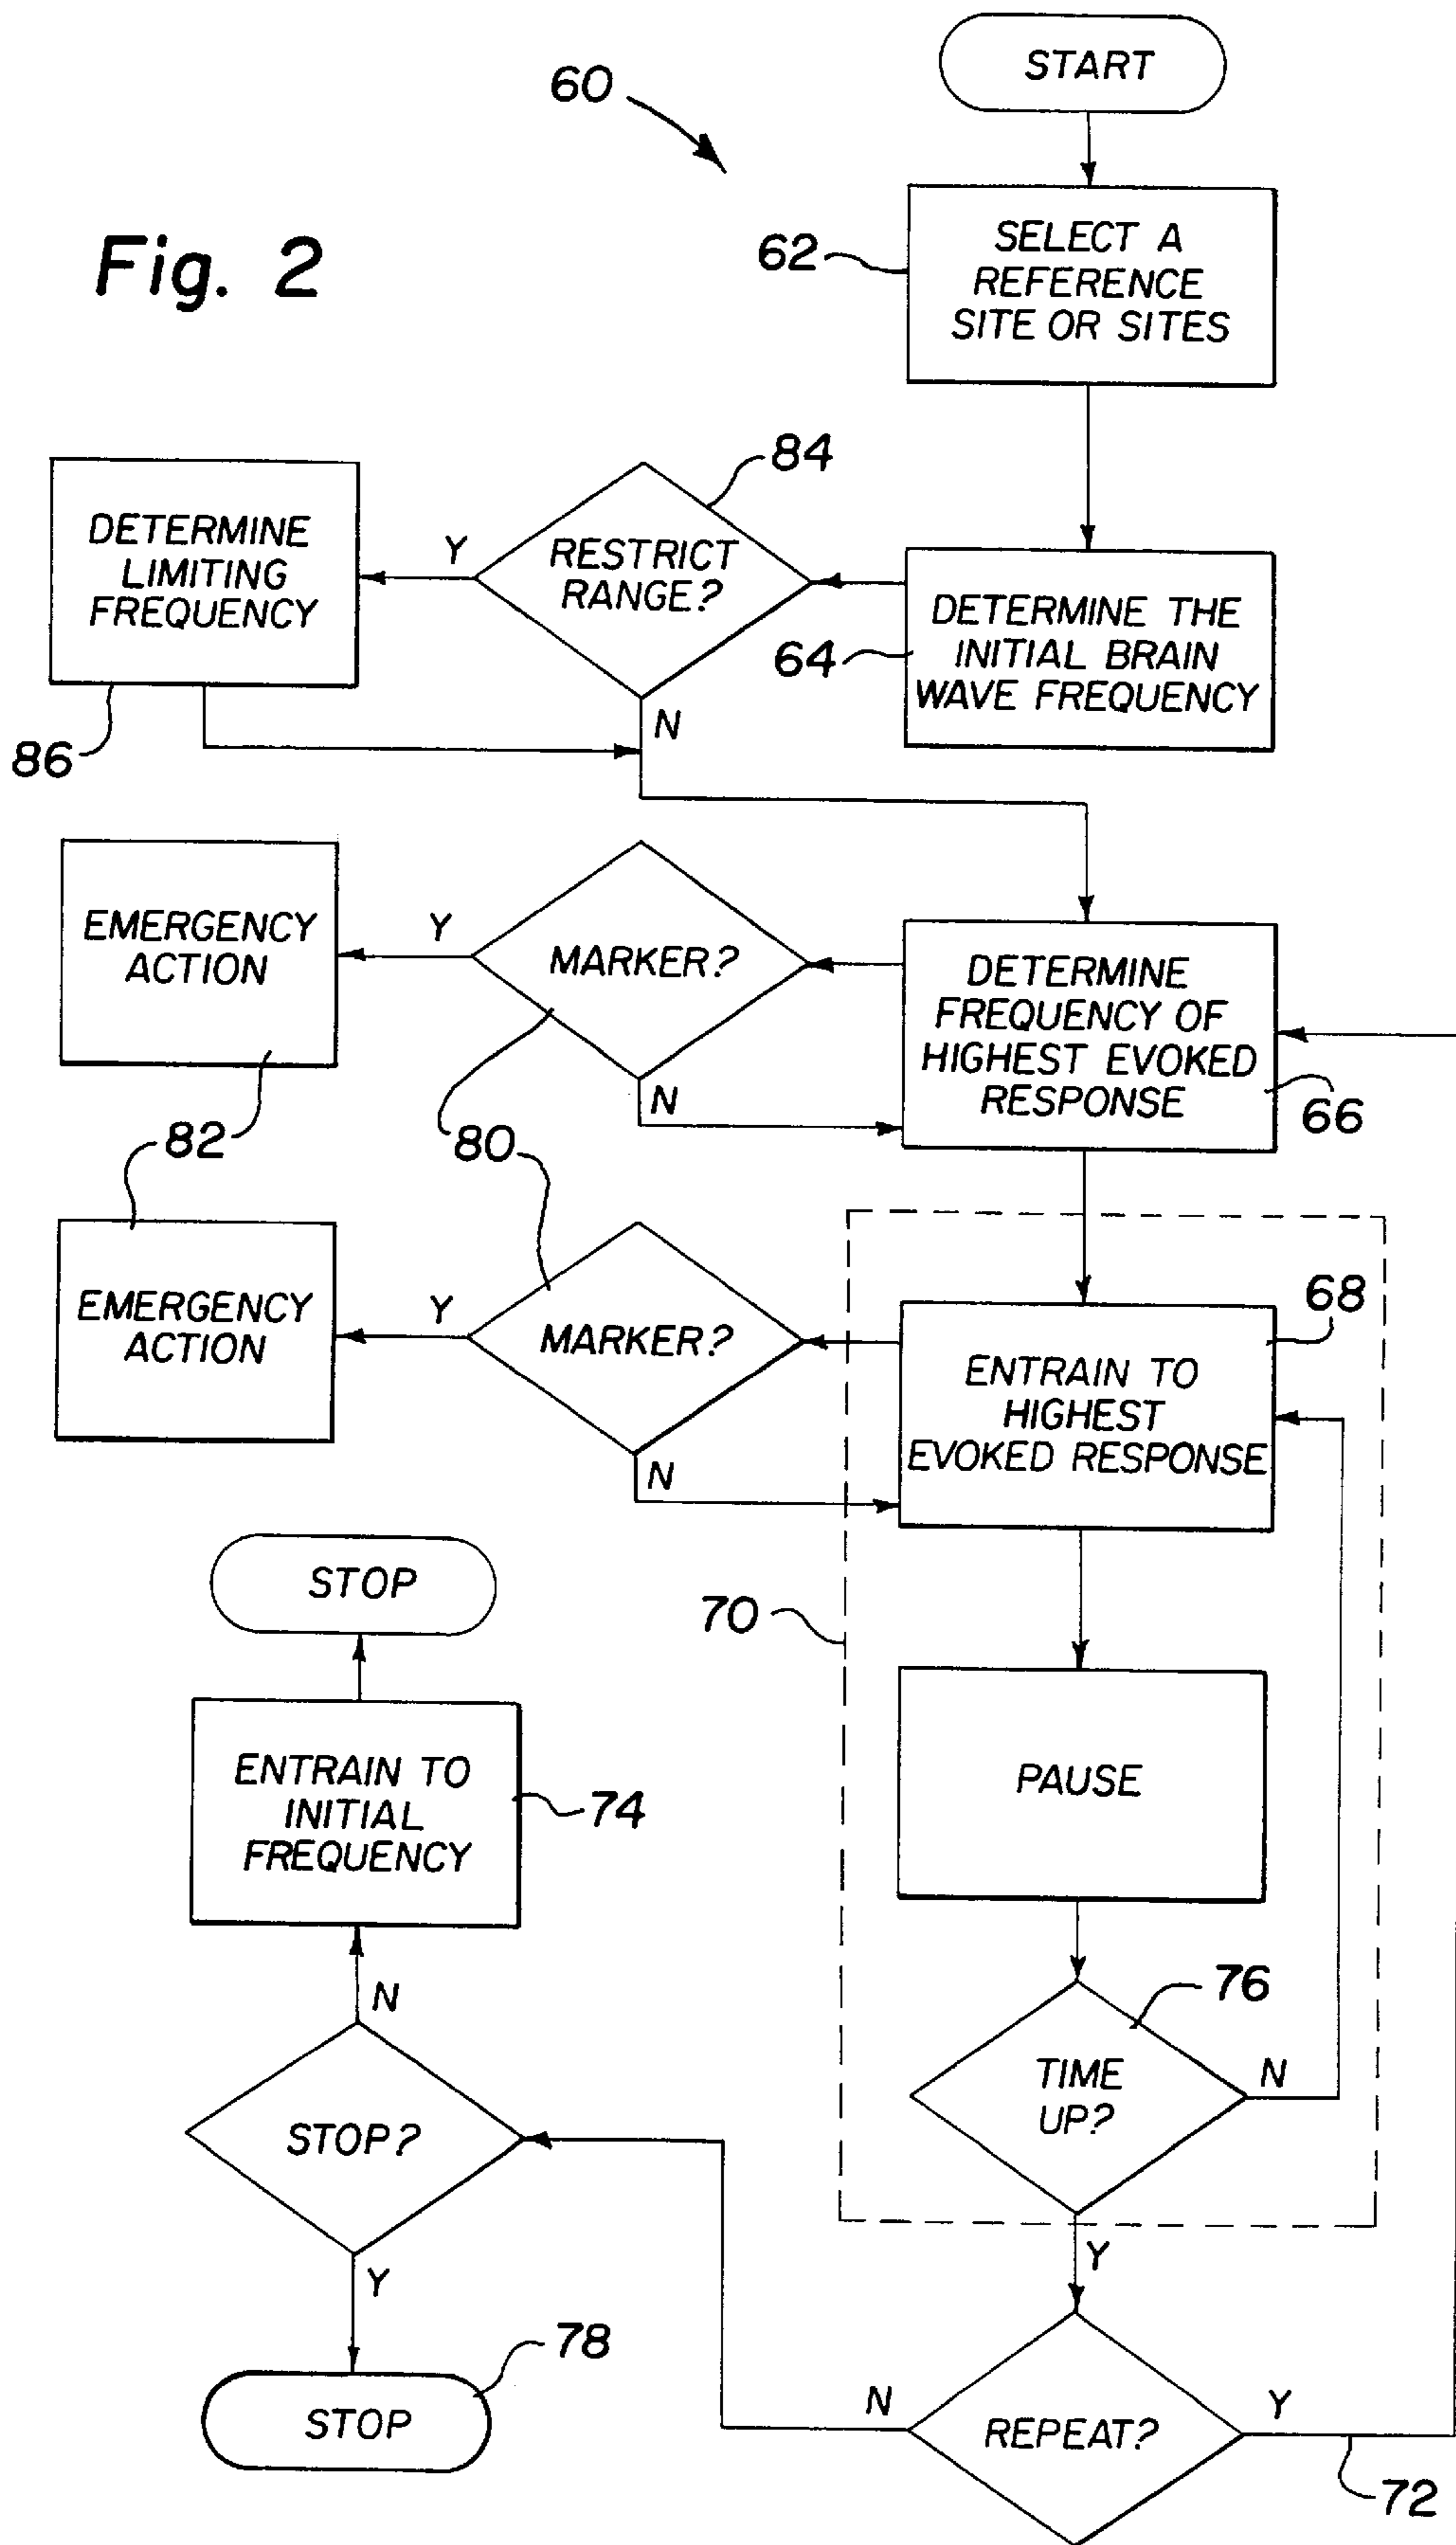 START
60
Fig. 2
62
SELECT A
REFERENCE
SITE OR SITES
84
DETERMINE
LIMITING
FREQUENCY
Y
RESTRICT
RANGE?
64
DETERMINE THE
INITIAL BRAIN
WAVE FREQUENCY
86
N
EMERGENCY
ACTION
Y
MARKER?
DETERMINE
FREQUENCY OF
HIGHEST EVOKED
RESPONSE
N
66
82
80
EMERGENCY
ACTION
Y
MARKER?
68
ENTRAIN TO
HIGHEST
EVOKED RESPONSE
N
STOP
70
ENTRAIN TO
INITIAL
FREQUENCY
74
PAUSE
N
76
TIME
UP?
N
STOP?
Y
Y
78
STOP
N
REPEAT?
Y
72